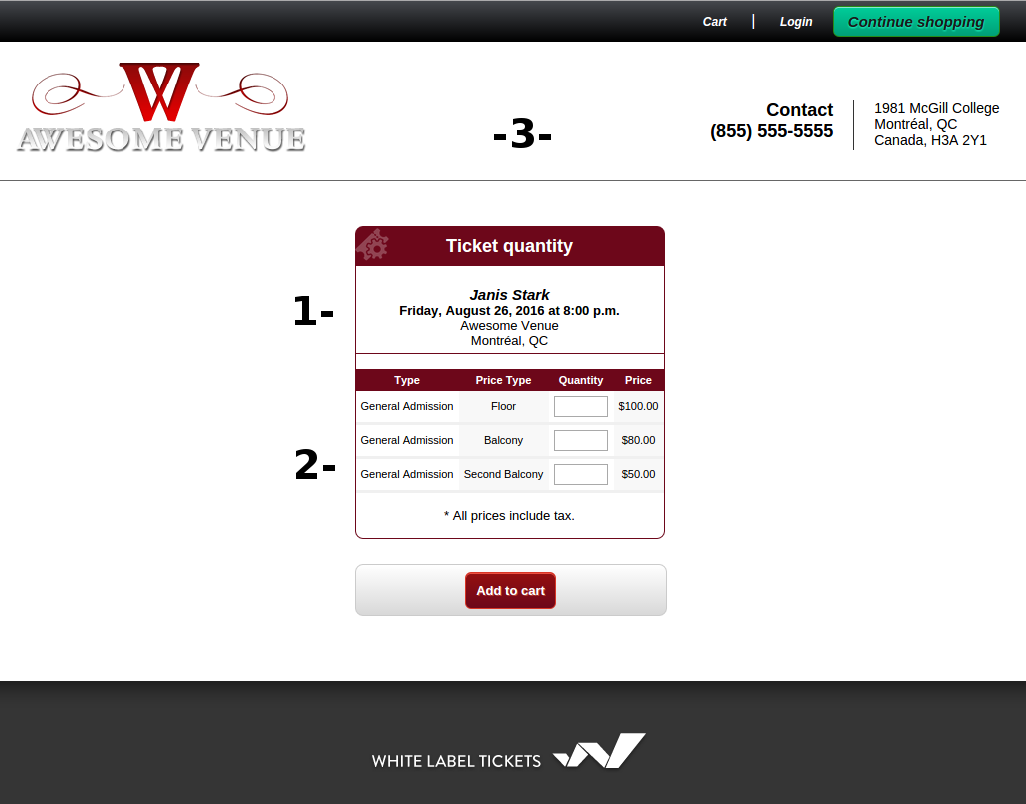 Cart | Login Continue shopping
W
AWESOME VENUE
-3-
Contact
(855) 555-5555
1981 McGill College
Montréal, QC
Canada, H3A 2Y1
Ticket quantity
1-
Janis Stark
Friday, August 26, 2016 at 8:00 p.m.
Awesome Venue
Montréal, QC
Type Price Type Quantity Price
General Admission Floor $100.00
General Admission Balcony $80.00
2-
General Admission Second Balcony $50.00
* All prices include tax.
Add to cart
WHITE LABEL TICKETS